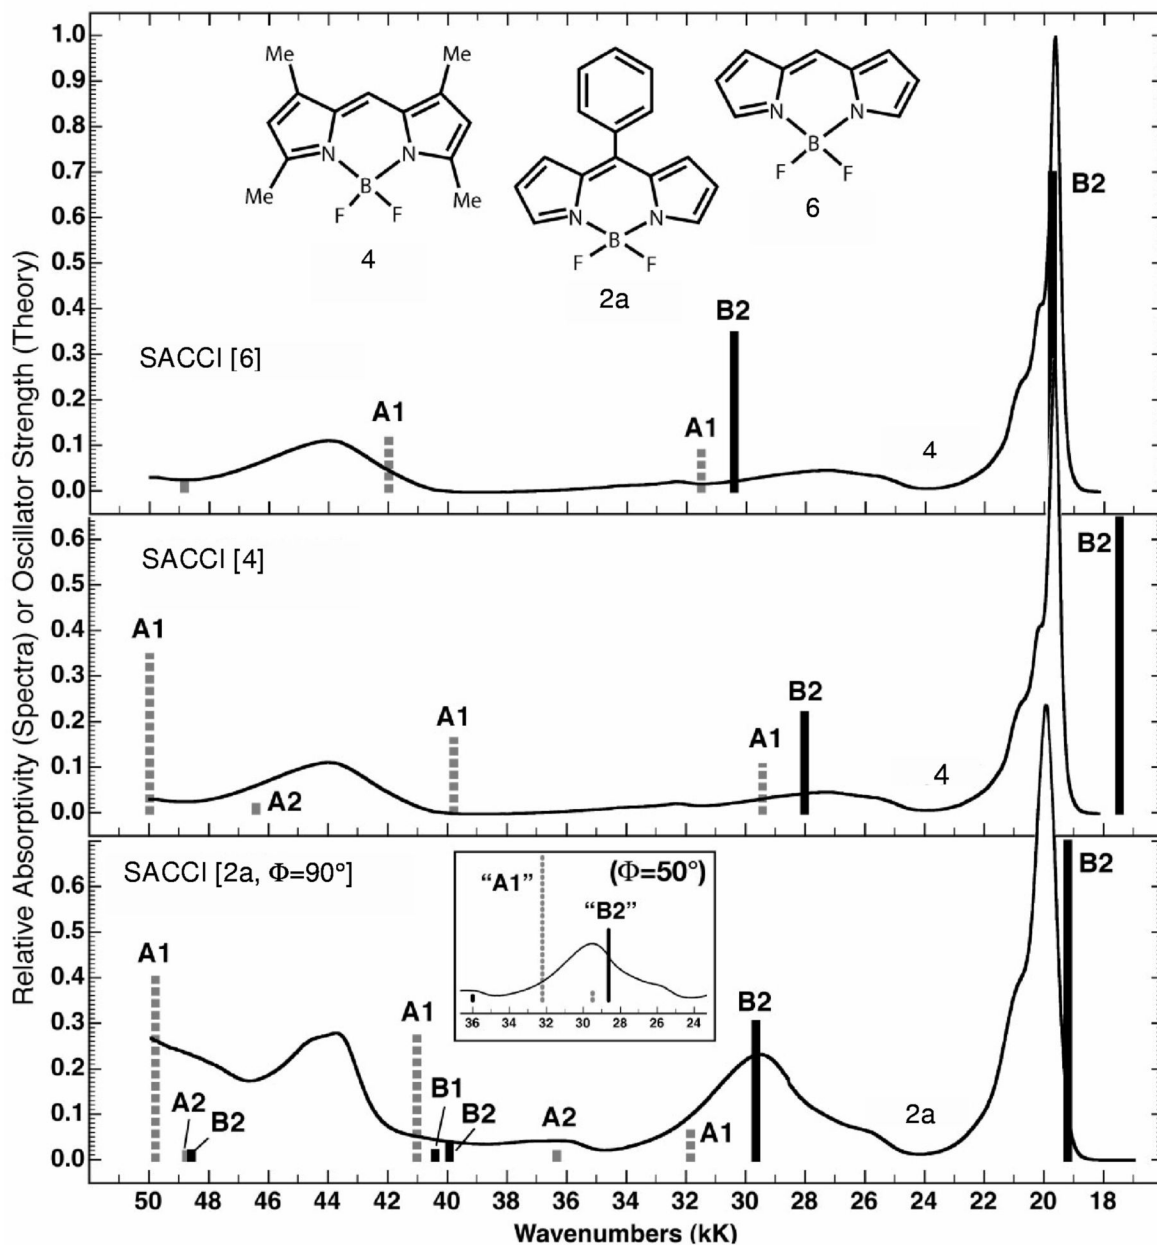 Relative Absorptivity (Spectra) or Oscillator Strength (Theory)
1.0
0.9
0.8
0.7
0.6
0.5
0.4
0.3
0.2
0.1
0.0
Me
Me
N
N
B
Me
F
F
Me
4
N
N
B
F
F
2a
N
N
B
F
F
6
B2
B2
SACCI [6]
A1
A1
4
0.6
0.5
0.4
0.3
0.2
0.1
0.0
SACCI [4]
B2
A1
A1
B2
A1
A2
4
0.6
0.5
0.4
0.3
0.2
0.1
0.0
SACCI [2a, Φ=90°]
B2
“A1”
(Φ=50°)
“B2”
36 34 32 30 28 26 24
A1
A1
B2
A2
B2
B1
B2
A2
A1
2a
50 48 46 44 42 40 38 36 34 32 30 28 26 24 22 20 18
Wavenumbers (kK)